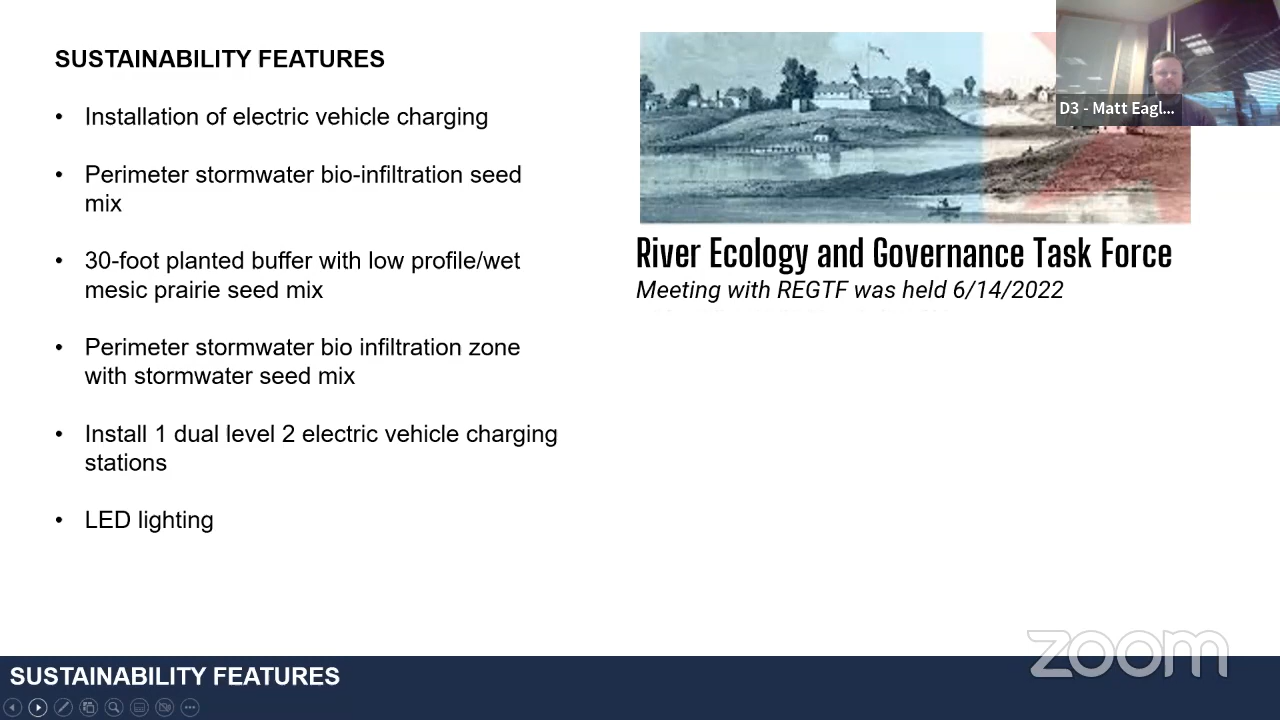 SUSTAINABILITY FEATURES
• Installation of electric vehicle charging
• Perimeter stormwater bio-infiltration seed
mix
• 30-foot planted buffer with low profile/wet
mesic prairie seed mix
• Perimeter stormwater bio infiltration zone
with stormwater seed mix
• Install 1 dual level 2 electric vehicle charging
stations
• LED lighting
D3 - Matt Eagl...
River Ecology and Governance Task Force
Meeting with REGTF was held 6/14/2022
zoom
SUSTAINABILITY FEATURES